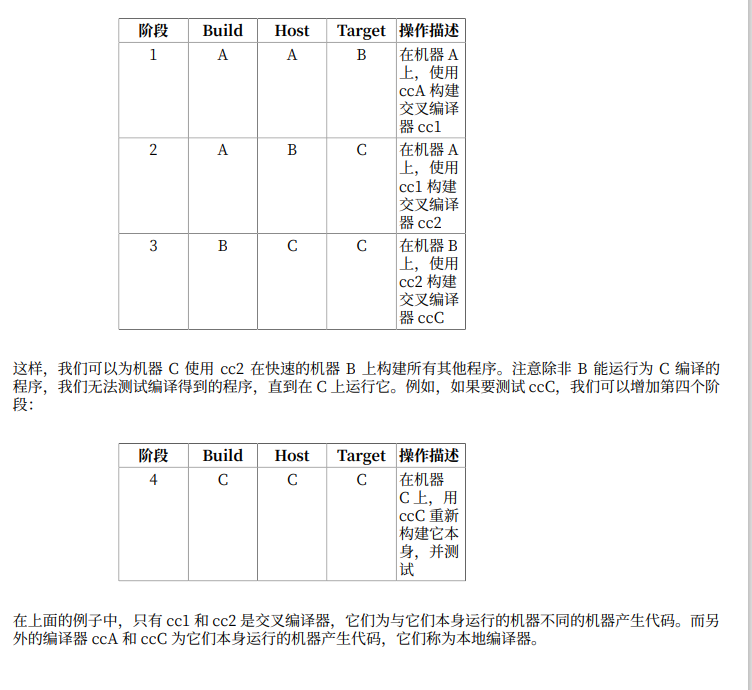 阶段 Build Host Target 操作描述
1 A A B 在机器 A
上，使用
ccA 构建
交叉编译
器 cc1
2 A B C 在机器 A
上，使用
cc1 构建
交叉编译
器 cc2
3 B C C 在机器 B
上，使用
cc2 构建
交叉编译
器 ccC
这样，我们可以为机器 C 使用 cc2 在快速的机器 B 上构建所有其他程序。注意除非 B 能运行为 C 编译的
程序，我们无法测试编译得到的程序，直到在 C 上运行它。例如，如果要测试 ccC，我们可以增加第四个阶
段：
阶段 Build Host Target 操作描述
4 C C C 在机器
C 上，用
ccC 重新
构建它本
身，并测
试
在上面的例子中，只有 cc1 和 cc2 是交叉编译器，它们为与它们本身运行的机器不同的机器产生代码。而另
外的编译器 ccA 和 ccC 为它们本身运行的机器产生代码，它们称为本地编译器。